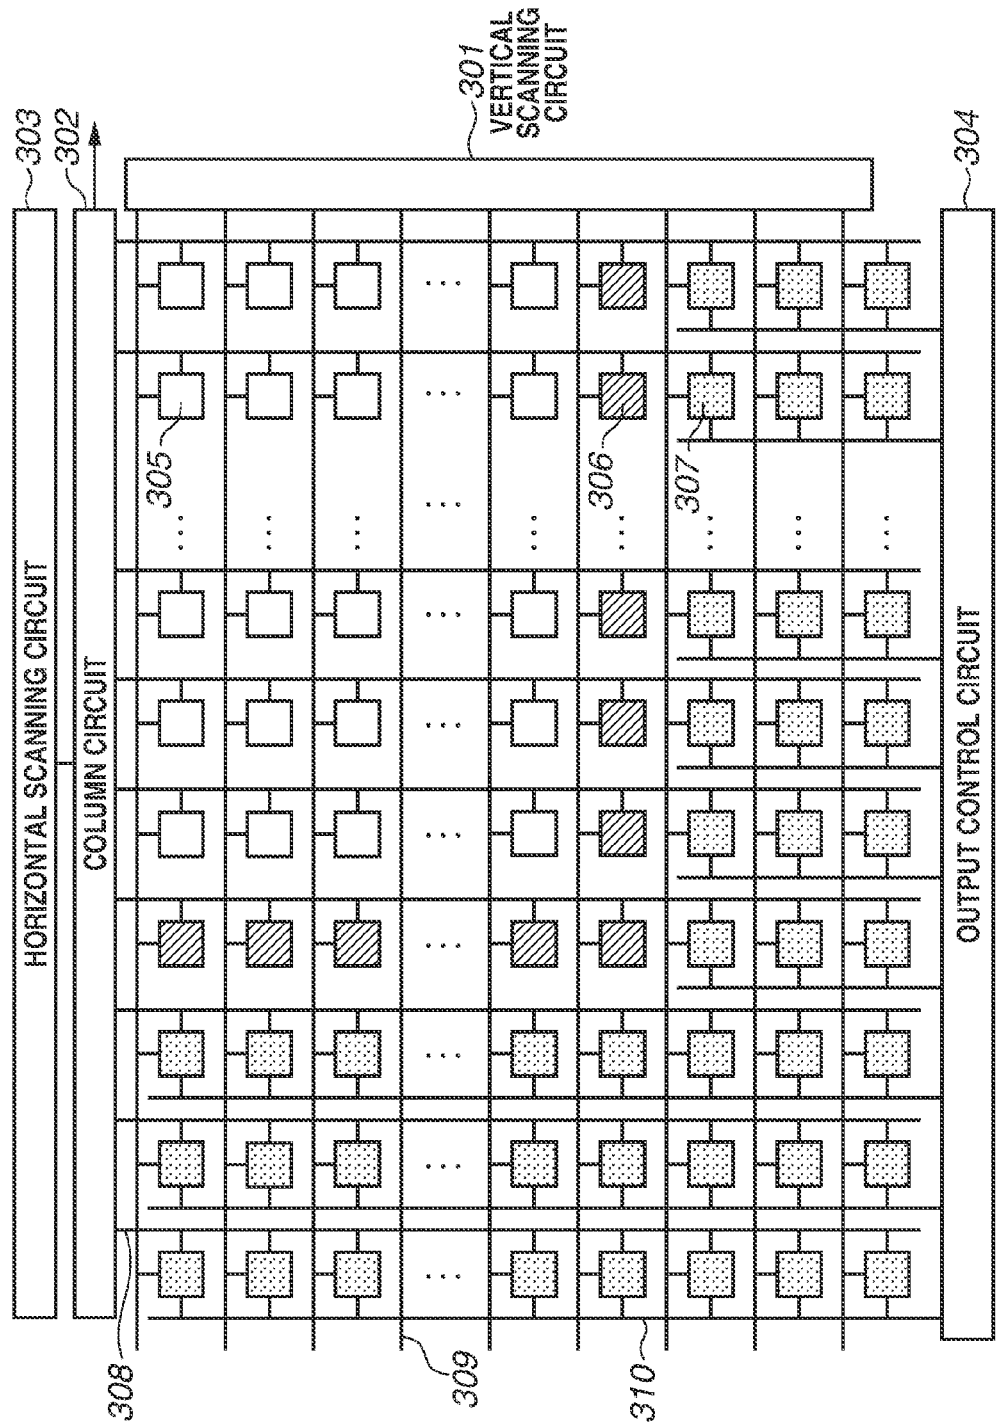 303
HORIZONTAL SCANNING CIRCUIT
302
COLUMN CIRCUIT
301
VERTICAL
SCANNING
CIRCUIT
305
306
307
308
309
310
304
OUTPUT CONTROL CIRCUIT